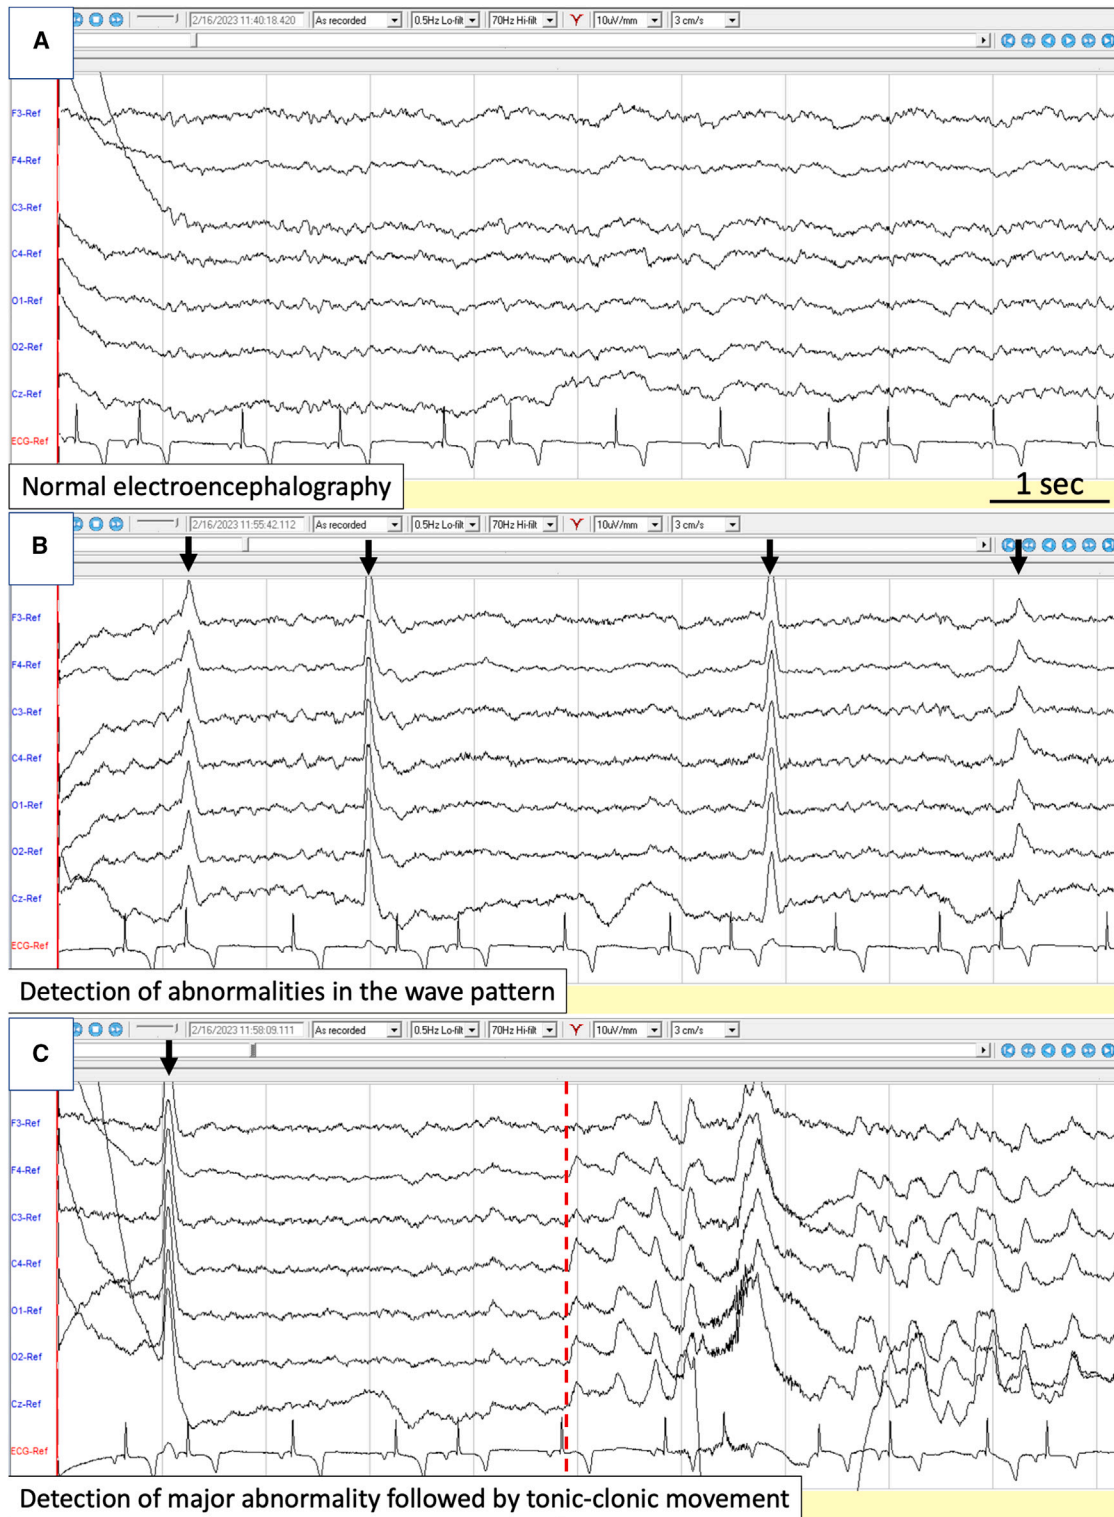 A
2/16/2023 11:40:18.420 As recorded 0.5Hz Lo-filt 70Hz Hi-filt 10uV/mm 3 cm/s
F3-Ref
F4-Ref
C3-Ref
C4-Ref
O1-Ref
O2-Ref
Cz-Ref
ECG-Ref
Normal electroencephalography
1 sec
B
2/16/2023 11:55:42.112 As recorded 0.5Hz Lo-filt 70Hz Hi-filt 10uV/mm 3 cm/s
F3-Ref
F4-Ref
C3-Ref
C4-Ref
O1-Ref
O2-Ref
Cz-Ref
ECG-Ref
Detection of abnormalities in the wave pattern
C
2/16/2023 11:58:09.111 As recorded 0.5Hz Lo-filt 70Hz Hi-filt 10uV/mm 3 cm/s
F3-Ref
F4-Ref
C3-Ref
C4-Ref
O1-Ref
O2-Ref
Cz-Ref
ECG-Ref
Detection of major abnormality followed by tonic-clonic movement